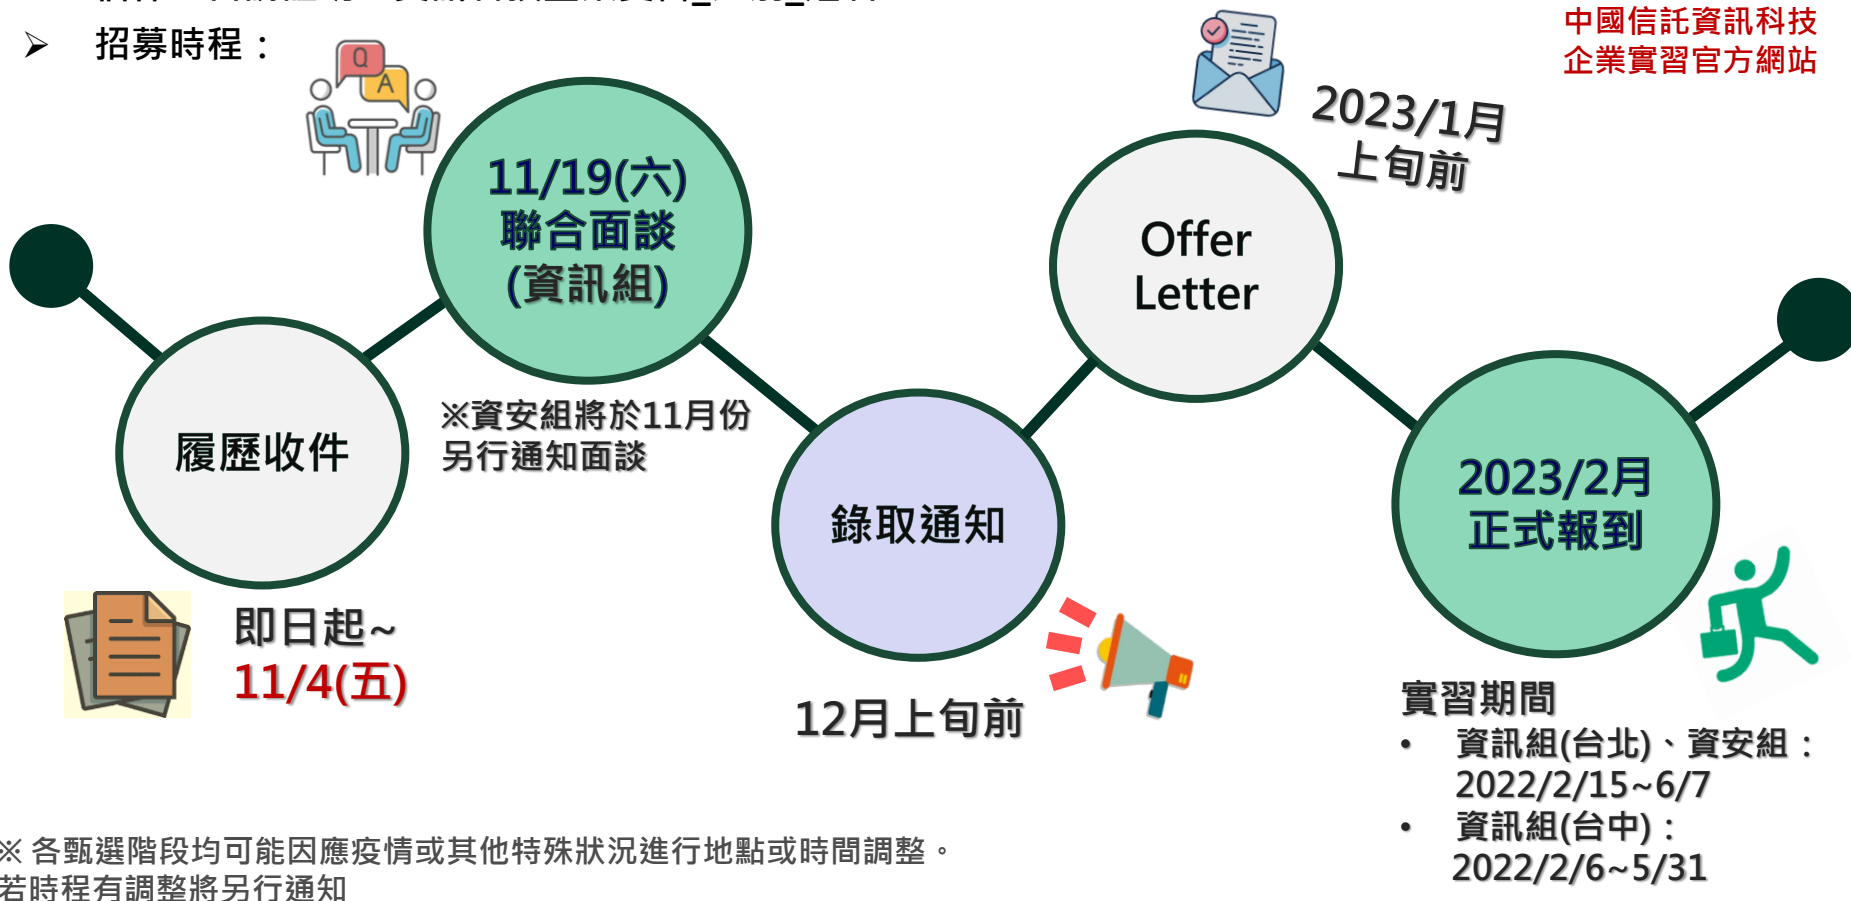 招募時程：
中國信託資訊科技
企業實習官方網站
Q
A
11/19(六)
聯合面談
(資訊組)
2023/1月
上旬前
Offer
Letter
履歷收件
※資安組將於11月份
另行通知面談
錄取通知
2023/2月
正式報到
即日起~
11/4(五)
12月上旬前
實習期間
• 資訊組(台北)、資安組：
2022/2/15~6/7
• 資訊組(台中)：
2022/2/6~5/31
※ 各甄選階段均可能因應疫情或其他特殊狀況進行地點或時間調整。
若時程有調整將另行通知